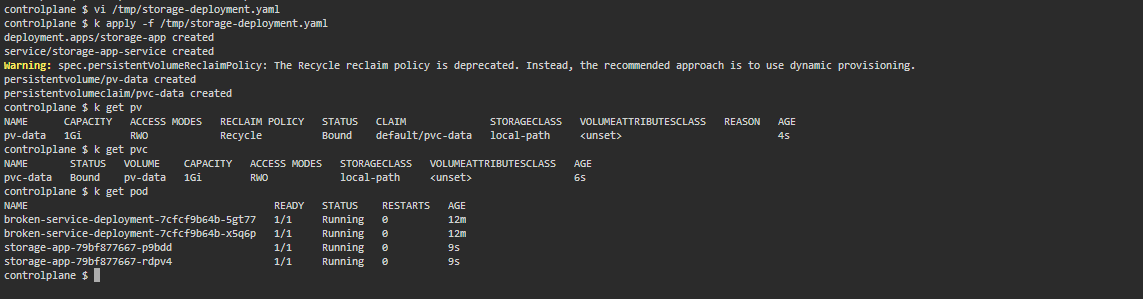 controlplane $ vi /tmp/storage-deployment.yaml
controlplane $ k apply -f /tmp/storage-deployment.yaml
deployment.apps/storage-app created
service/storage-app-service created
Warning: spec.persistentVolumeReclaimPolicy: The Recycle reclaim policy is deprecated. Instead, the recommended approach is to use dynamic provisioning.
persistentvolume/pv-data created
persistentvolumeclaim/pvc-data created
controlplane $ k get pv
NAME      CAPACITY   ACCESS MODES   RECLAIM POLICY   STATUS   CLAIM              STORAGECLASS   VOLUMEATTRIBUTESCLASS   REASON   AGE
pv-data   1Gi        RWO            Recycle          Bound    default/pvc-data   local-path     <unset>                          4s
controlplane $ k get pvc
NAME       STATUS   VOLUME    CAPACITY   ACCESS MODES   STORAGECLASS   VOLUMEATTRIBUTESCLASS   AGE
pvc-data   Bound    pv-data   1Gi        RWO            local-path     <unset>                 6s
controlplane $ k get pod
NAME                                         READY   STATUS    RESTARTS   AGE
broken-service-deployment-7cfcf9b64b-5gt77   1/1     Running   0          12m
broken-service-deployment-7cfcf9b64b-x5q6p   1/1     Running   0          12m
storage-app-79bf877667-p9bdd                 1/1     Running   0          9s
storage-app-79bf877667-rdpv4                 1/1     Running   0          9s
controlplane $